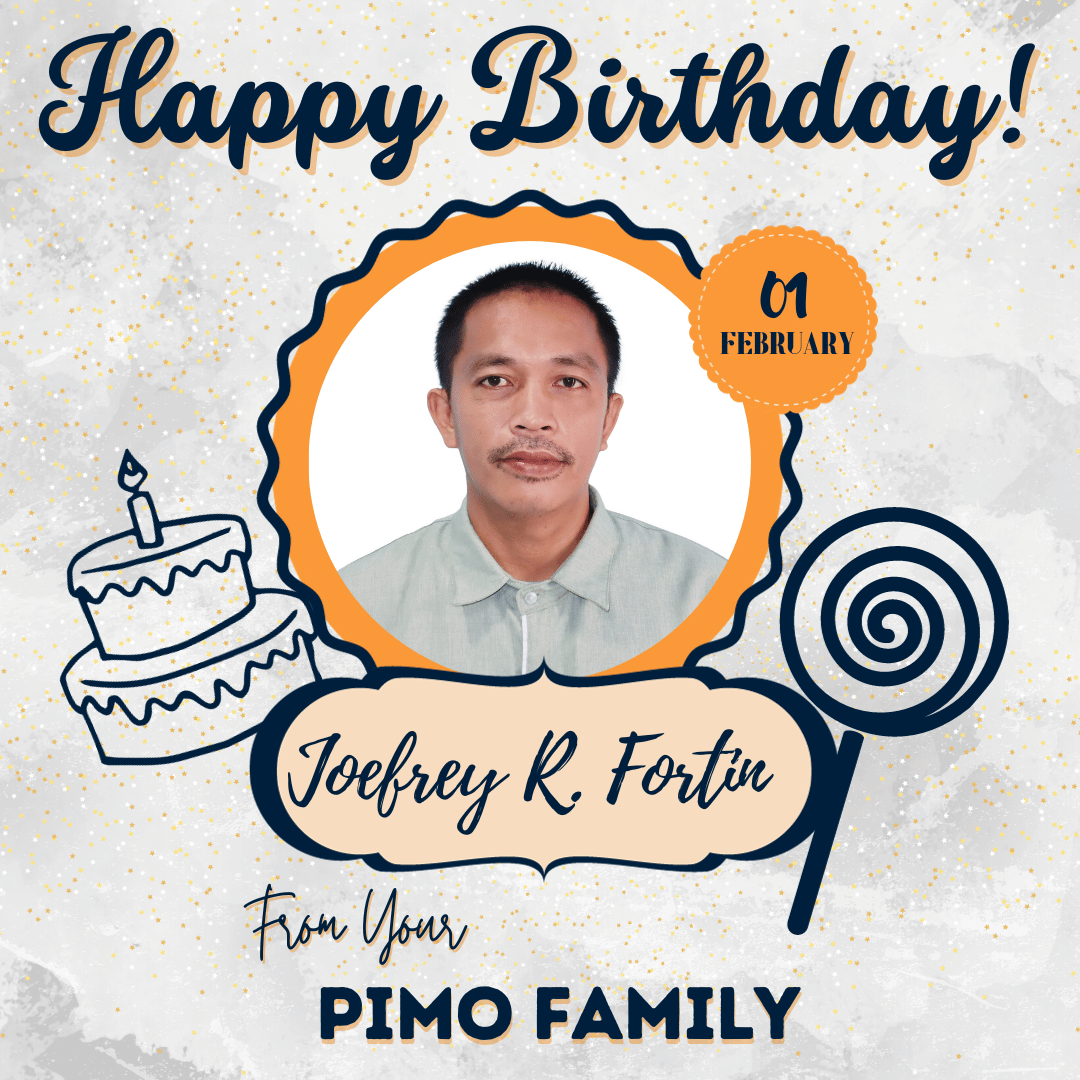 Happy Birthday!
01
FEBRUARY
Joefrey R. Fortin
From Your
PIMO FAMILY